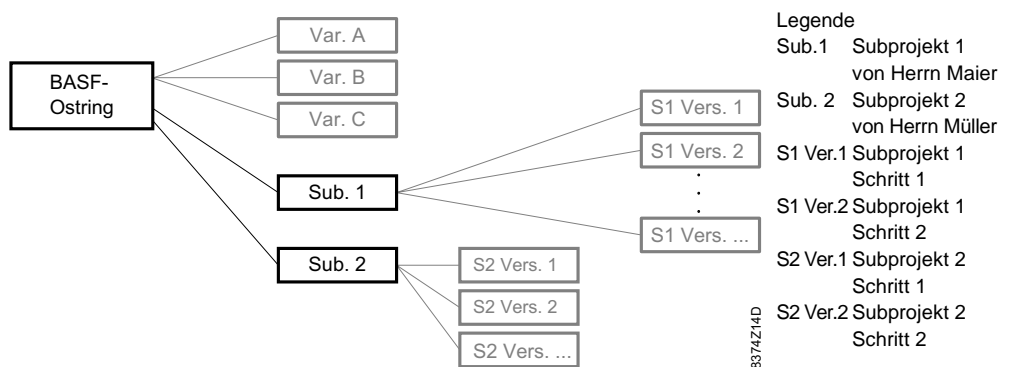 BASF-
Ostring
Var. A
Var. B
Var. C
Sub. 1
Sub. 2
S1 Vers. 1
S1 Vers. 2
.
.
.
S1 Vers. ...
S2 Vers. 1
S2 Vers. 2
S2 Vers. ...
Legende
Sub.1 Subprojekt 1
von Herrn Maier
Sub. 2 Subprojekt 2
von Herrn Müller
S1 Ver.1 Subprojekt 1
Schritt 1
S1 Ver.2 Subprojekt 1
Schritt 2
S2 Ver.1 Subprojekt 2
Schritt 1
S2 Ver.2 Subprojekt 2
Schritt 2
8374Z14D